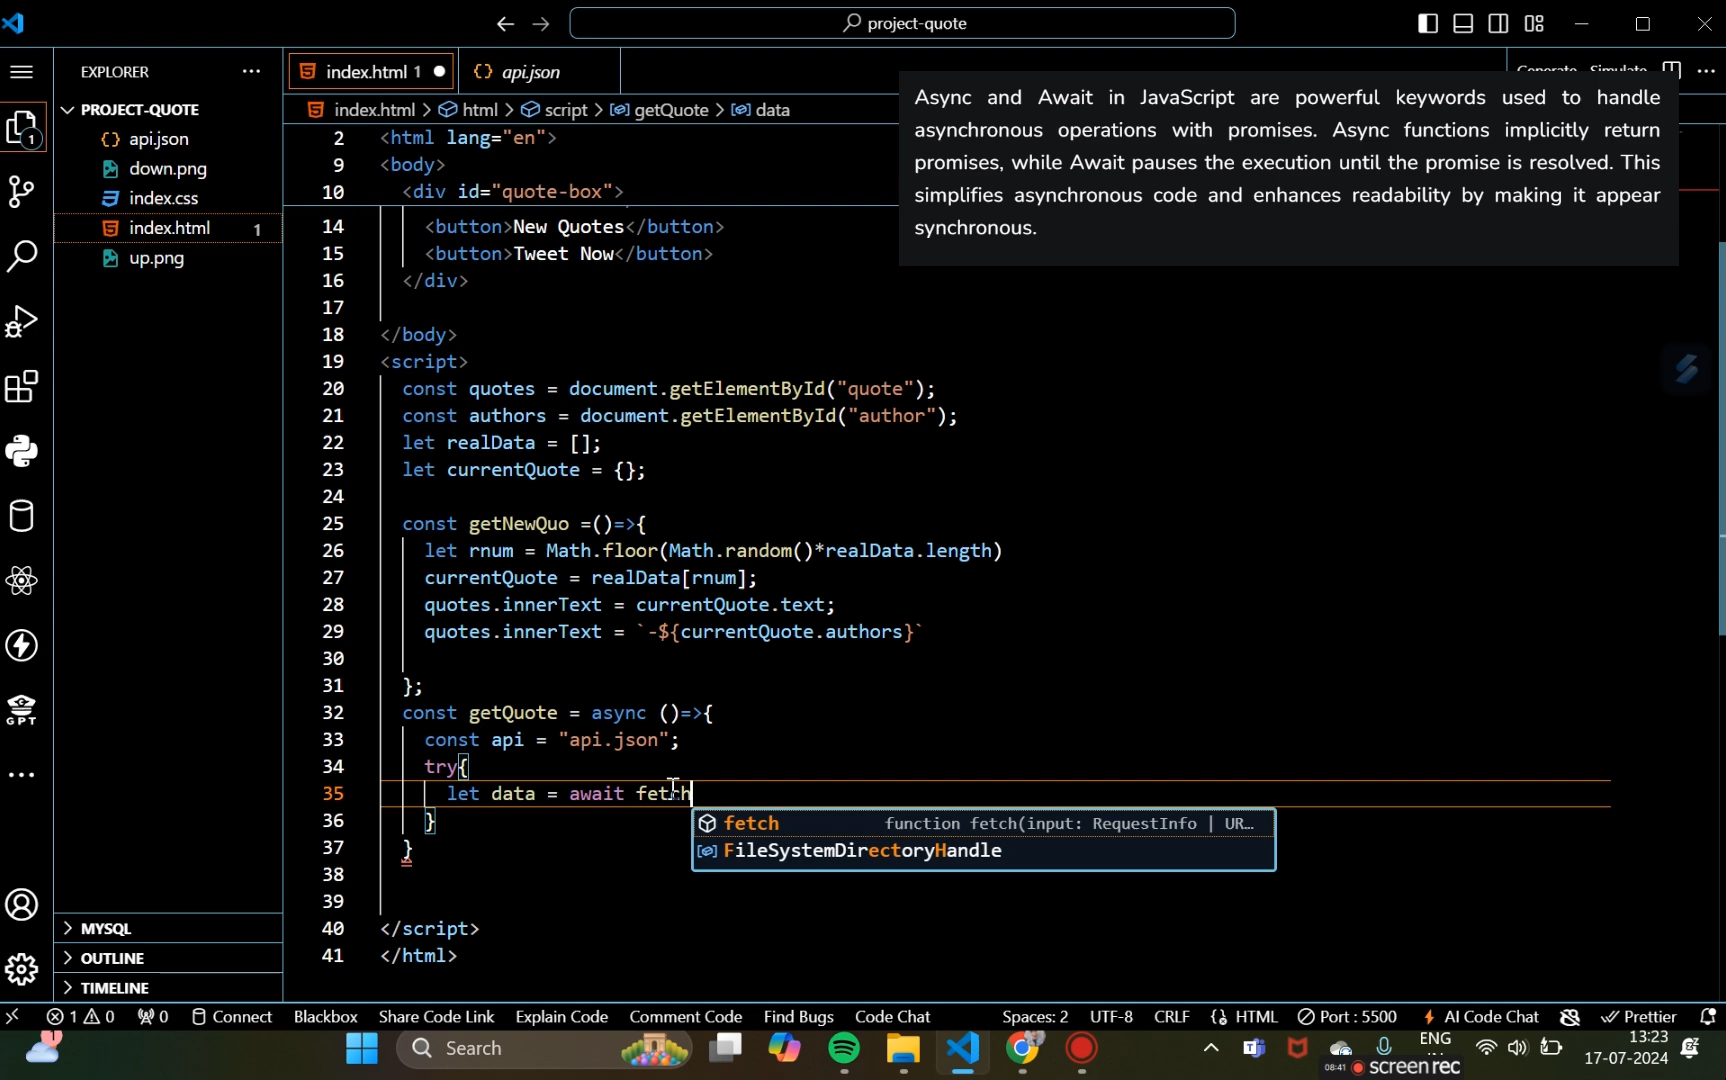 project-quote
EXPLORER
index.html 1
api.json
Generate Simulate
PROJECT-QUOTE
index.html > html > script > getQuote > data
api.json
down.png
index.css
index.html 1
up.png
Async and Await in JavaScript are powerful keywords used to handle
asynchronous operations with promises. Async functions implicitly return
promises, while Await pauses the execution until the promise is resolved. This
simplifies asynchronous code and enhances readability by making it appear
synchronous.
2 <html lang="en">
9 <body>
10 <div id="quote-box">
14 <button>New Quotes</button>
15 <button>Tweet Now</button>
16 </div>
17
18 </body>
19 <script>
20 const quotes = document.getElementById("quote");
21 const authors = document.getElementById("author");
22 let realData = [];
23 let currentQuote = {};
24
25 const getNewQuo =()=>{
26 let rnum = Math.floor(Math.random()*realData.length)
27 currentQuote = realData[rnum];
28 quotes.innerText = currentQuote.text;
29 quotes.innerText = `-${currentQuote.authors}`
30
31 };
32 const getQuote = async ()=>{
33 const api = "api.json";
34 try{
35 let data = await fetch
36 }
37 }
38
39
40 </script>
41 </html>
fetch function fetch(input: RequestInfo | UR...
FileSystemDirectoryHandle
1
GPT
MYSQL
OUTLINE
TIMELINE
1 0 0 Connect Blackbox Share Code Link Explain Code Comment Code Find Bugs Code Chat Spaces: 2 UTF-8 CRLF {} HTML Port : 5500 AI Code Chat Prettier
1
Search
ENG
13:23
17-07-2024
08:41 screenrec